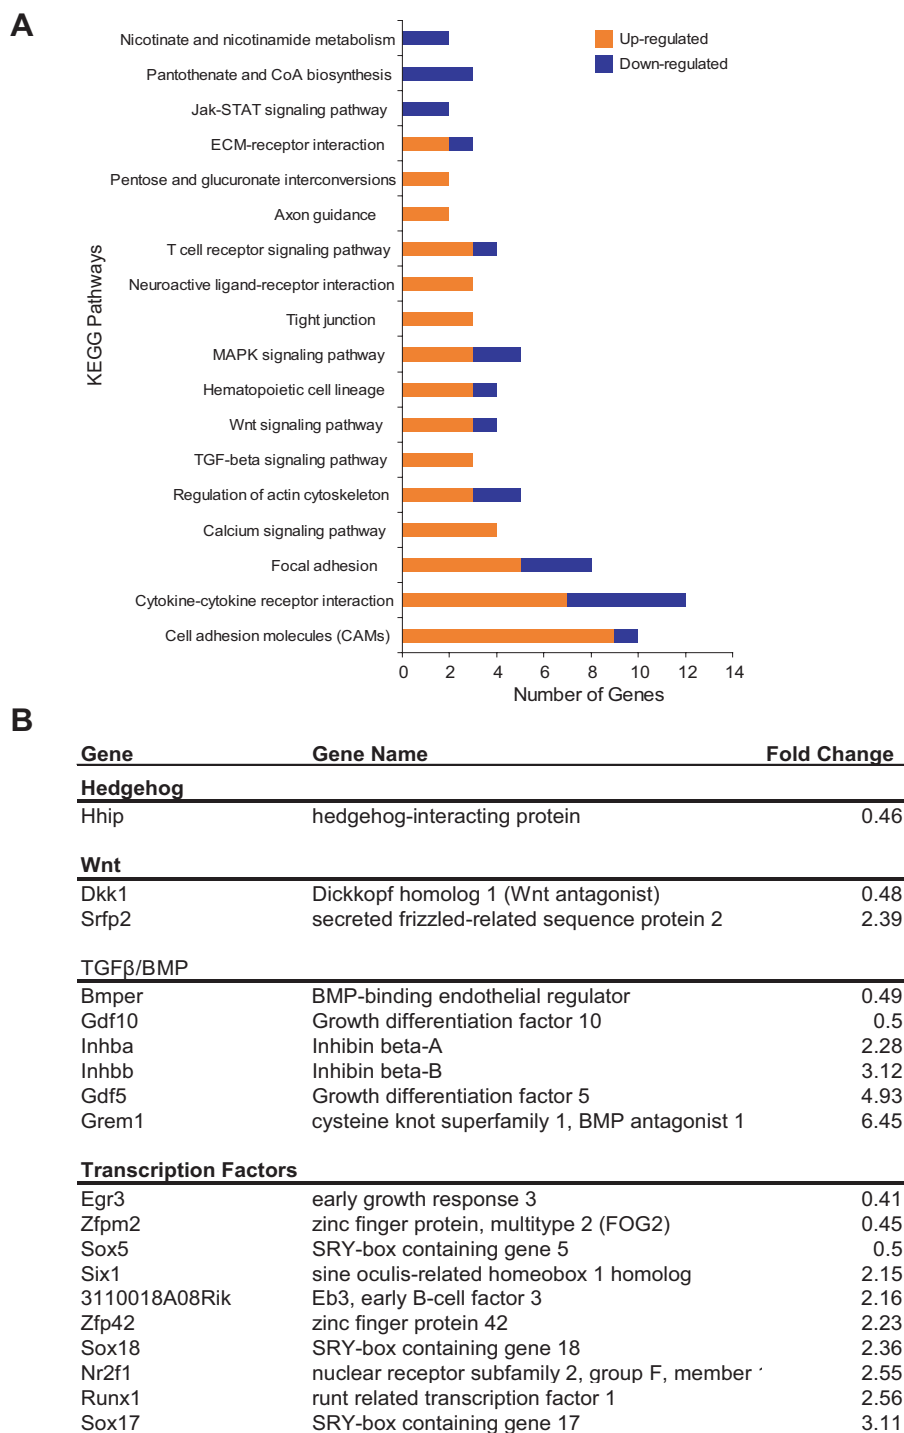 A
Up-regulated
Down-regulated
KEGG Pathways
Nicotinate and nicotinamide metabolism
Pantothenate and CoA biosynthesis
Jak-STAT signaling pathway
ECM-receptor interaction
Pentose and glucuronate interconversions
Axon guidance
T cell receptor signaling pathway
Neuroactive ligand-receptor interaction
Tight junction
MAPK signaling pathway
Hematopoietic cell lineage
Wnt signaling pathway
TGF-beta signaling pathway
Regulation of actin cytoskeleton
Calcium signaling pathway
Focal adhesion
Cytokine-cytokine receptor interaction
Cell adhesion molecules (CAMs)
0 2 4 6 8 10 12 14
Number of Genes
B
Gene Gene Name Fold Change
Hedgehog
Hhip hedgehog-interacting protein 0.46
Wnt
Dkk1 Dickkopf homolog 1 (Wnt antagonist) 0.48
Srfp2 secreted frizzled-related sequence protein 2 2.39
TGFβ/BMP
Bmper BMP-binding endothelial regulator 0.49
Gdf10 Growth differentiation factor 10 0.5
Inhba Inhibin beta-A 2.28
Inhbb Inhibin beta-B 3.12
Gdf5 Growth differentiation factor 5 4.93
Grem1 cysteine knot superfamily 1, BMP antagonist 1 6.45
Transcription Factors
Egr3 early growth response 3 0.41
Zfpm2 zinc finger protein, multitype 2 (FOG2) 0.45
Sox5 SRY-box containing gene 5 0.5
Six1 sine oculis-related homeobox 1 homolog 2.15
3110018A08Rik Eb3, early B-cell factor 3 2.16
Zfp42 zinc finger protein 42 2.23
Sox18 SRY-box containing gene 18 2.36
Nr2f1 nuclear receptor subfamily 2, group F, member 2.55
Runx1 runt related transcription factor 1 2.56
Sox17 SRY-box containing gene 17 3.11